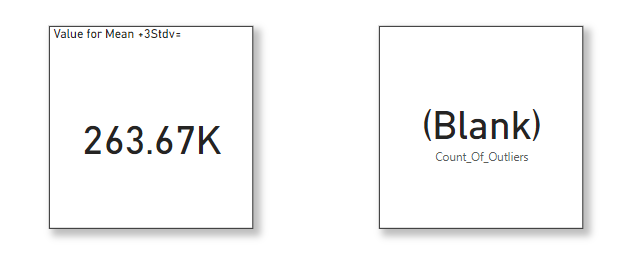 Value for Mean +3Stdv=
263.67K
(Blank)
Count_Of_Outliers